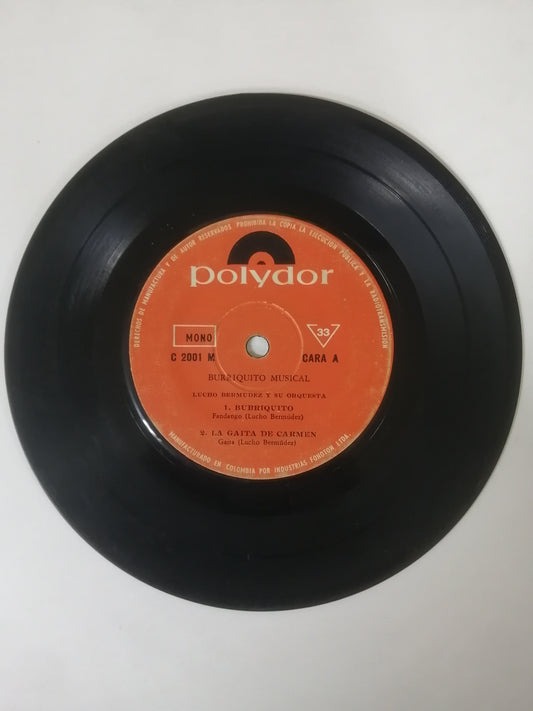 DERECHOS DE MANUFACTURA Y DE AUTOR RESERVADOS PROHIBIDA LA COPIA LA EJECUCION PUBLICA Y LA RADIOTRANSMISION
polydor
MONO
33
C 2001 M
CARA A
BURRIQUITO MUSICAL
LUCHO BERMUDEZ Y SU ORQUESTA
1. BURRIQUITO
Fandango (Lucho Bermúdez)
2. LA GAITA DE CARMEN
Gaita (Lucho Bermúdez)
MANUFACTURADO EN COLOMBIA POR INDUSTRIAS FONOTON LTDA.